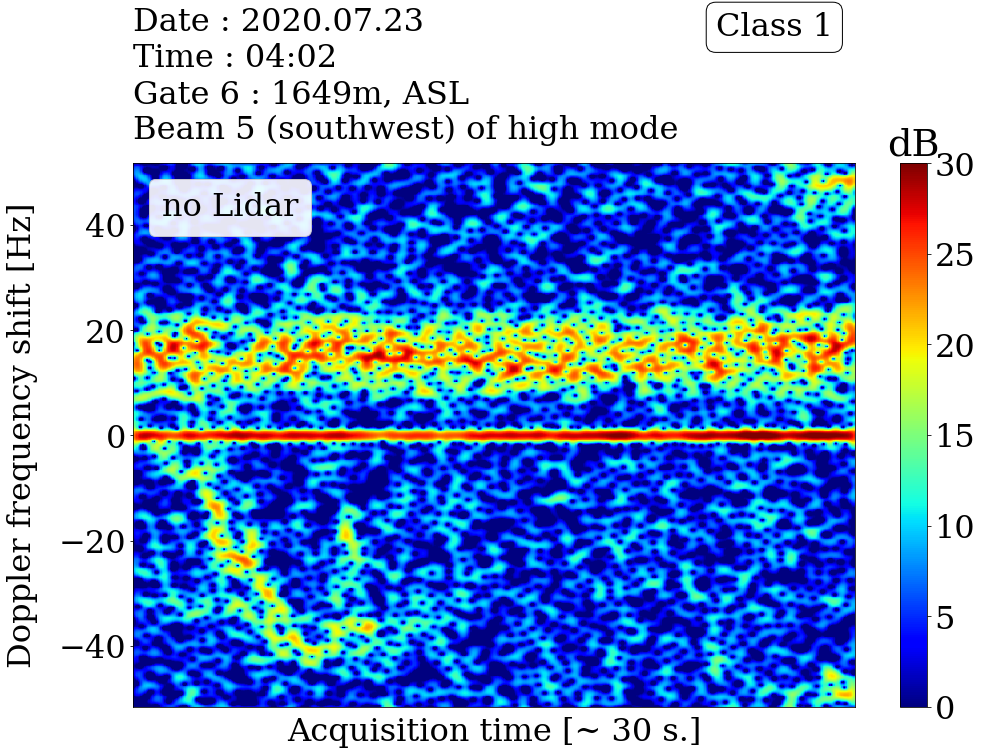 Date : 2020.07.23
Class 1
Time : 04:02
Gate 6 : 1649m, ASL
Beam 5 (southwest) of high mode
dB
no Lidar
40
20
0
−20
−40
Doppler frequency shift [Hz]
30
25
20
15
10
5
0
Acquisition time [~ 30 s.]